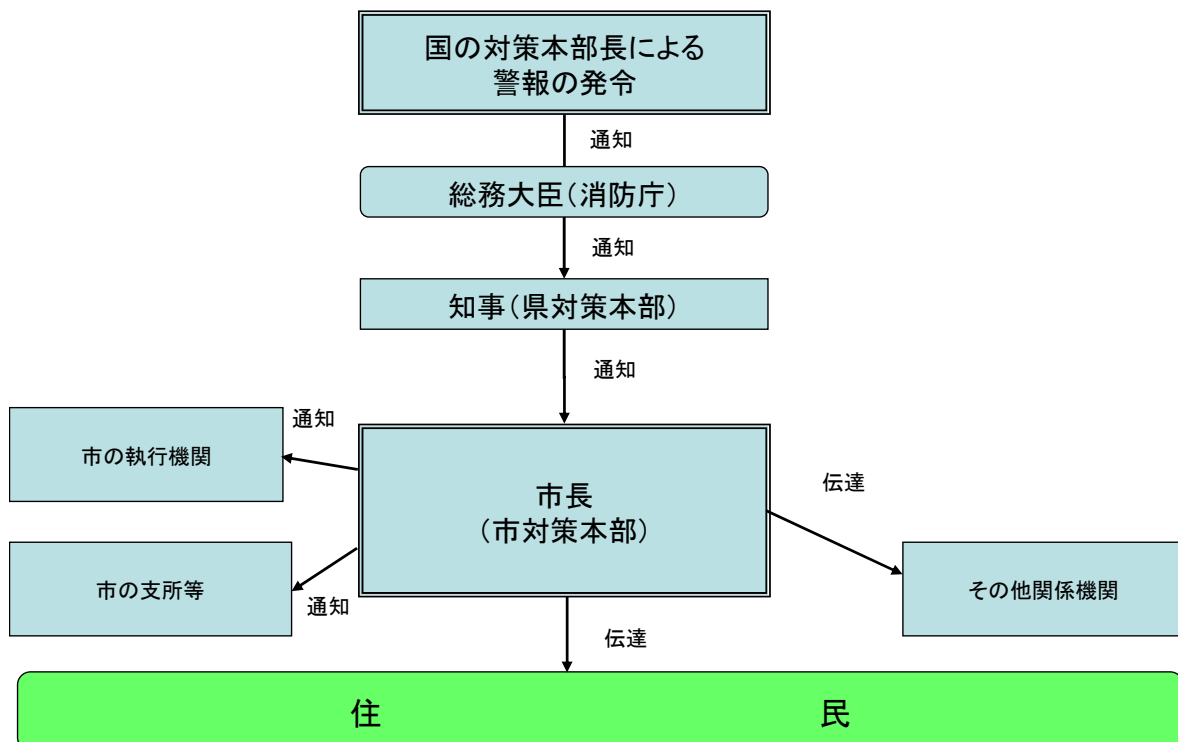 国の対策本部長による
警報の発令
通知
総務大臣（消防庁）
通知
知事（県対策本部）
通知
通知
市の執行機関
市長
（市対策本部）
伝達
市の支所等
通知
その他関係機関
伝達
住　民